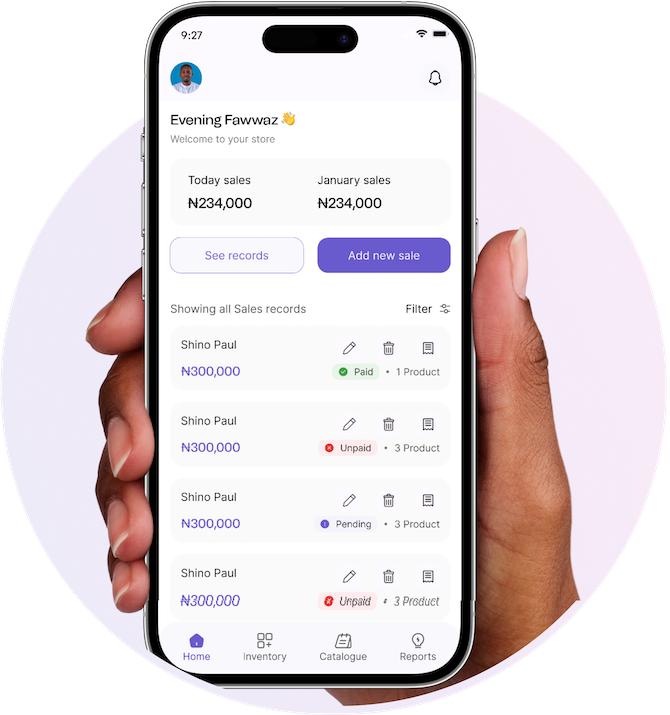 9:27
Evening Fawwaz 👋
Welcome to your store
Today sales January sales
₦234,000 ₦234,000
See records Add new sale
Showing all Sales records Filter
Shino Paul
₦300,000 Paid • 1 Product
Shino Paul
₦300,000 Unpaid • 3 Product
Shino Paul
₦300,000 Pending • 3 Product
Shino Paul
₦300,000 Unpaid • 3 Product
Home Inventory Catalogue Reports